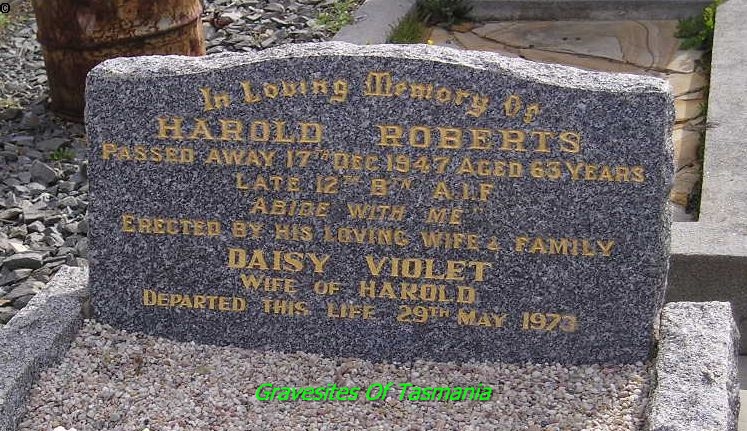 ©
In Loving Memory Of
HAROLD ROBERTS
PASSED AWAY 17TH DEC 1947 AGED 63 YEARS
LATE 12TH BTN A.I.F
ABIDE WITH ME"
ERECTED BY HIS LOVING WIFE & FAMILY
DAISY VIOLET
WIFE OF HAROLD
DEPARTED THIS LIFE 29TH MAY 1973
Gravesites Of Tasmania